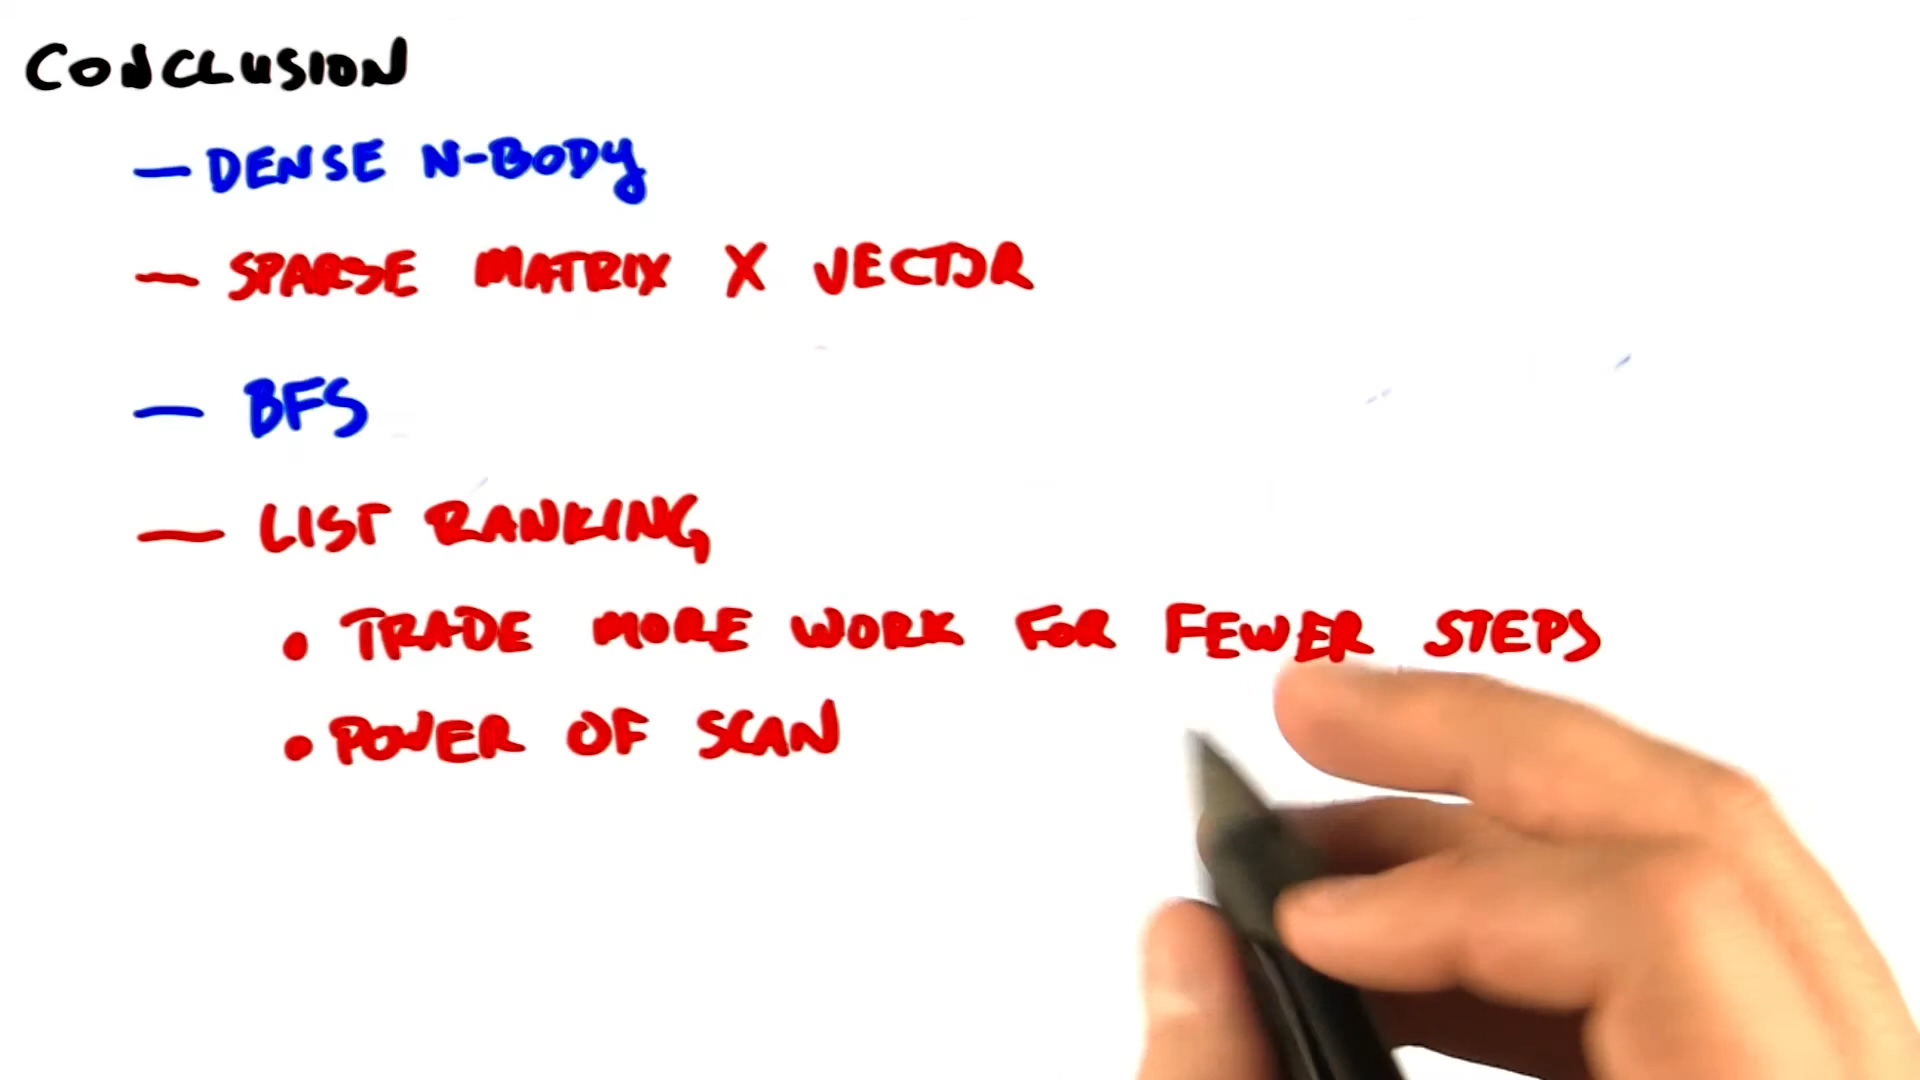 CONCLUSION
— DENSE N-BODY
— SPARSE MATRIX X VECTOR
— BFS
— LIST RANKING
• TRADE MORE WORK FOR FEWER STEPS
• POWER OF SCAN